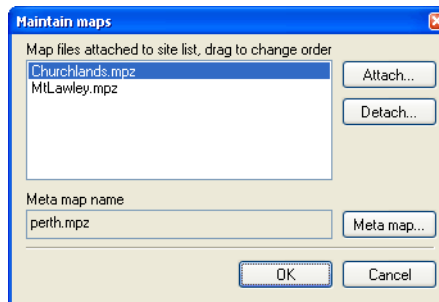 Maintain maps
Map files attached to site list, drag to change order
Churchlands.mpz
MtLawley.mpz
Attach...
Detach...
Meta map name
perth.mpz
Meta map...
OK
Cancel